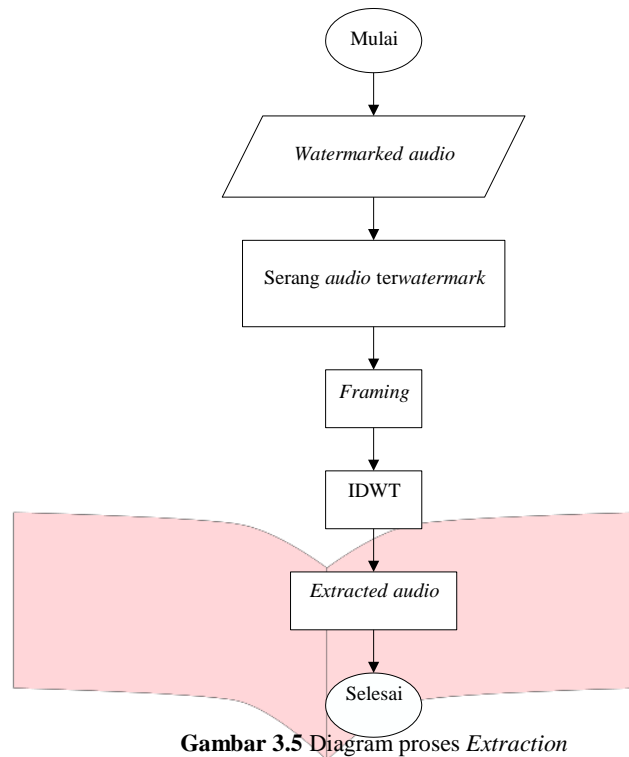 Mulai
Watermarked audio
Serang audio terwatermark
Framing
IDWT
Extracted audio
Selesai
Gambar 3.5 Diagram proses Extraction